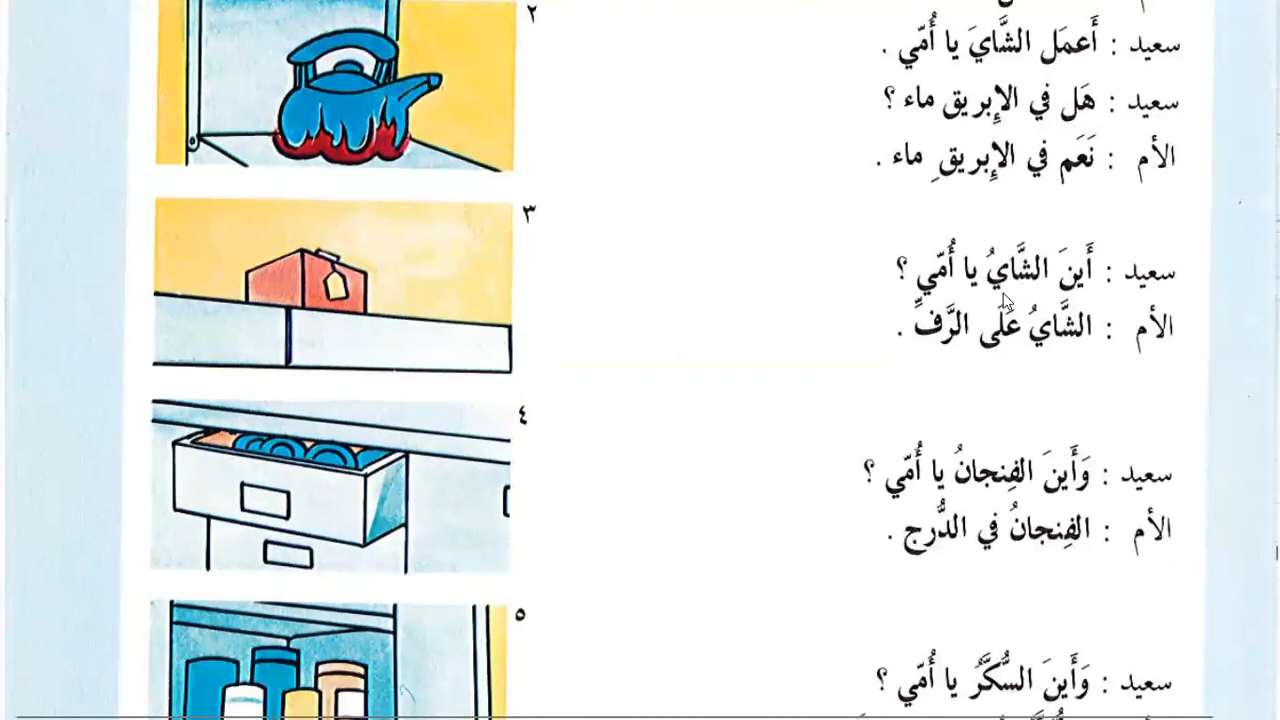 ٢
سعيد : أَعمَل الشَّايَ يا أُمّي .
سعيد : هَل في الإِبريق ماء ؟
الأم : نَعَم في الإِبريقِ ماء .
٣
سعيد : أَينَ الشَّايُ يا أُمّي ؟
الأم : الشَّايُ عَلَى الرَّفِّ .
٤
سعيد : وَأَينَ الفِنجانُ يا أُمّي ؟
الأم : الفِنجانُ في الدُّرج .
٥
سعيد : وَأَينَ السُّكَّرُ يا أُمّي ؟